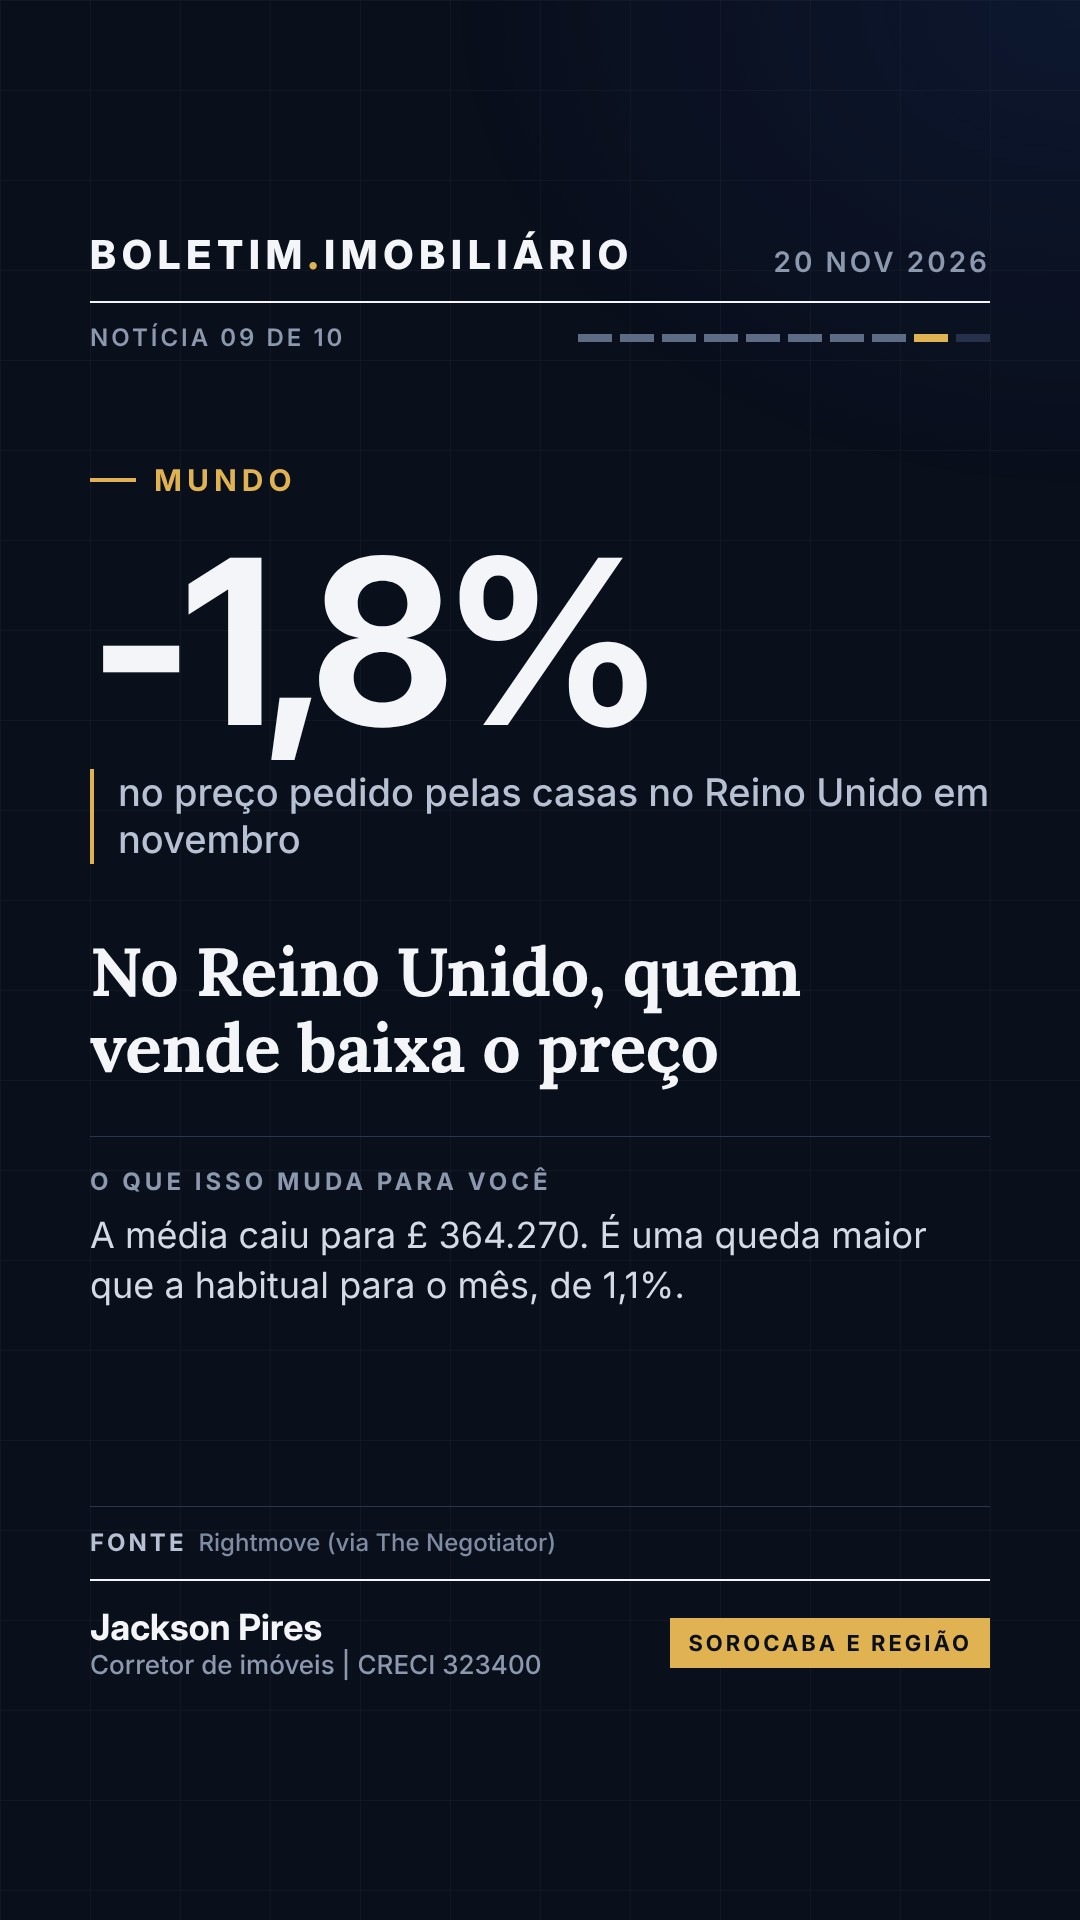 BOLETIM.IMOBILIÁRIO
20 NOV 2026
NOTÍCIA 09 DE 10
MUNDO
-1,8%
no preço pedido pelas casas no Reino Unido em
novembro
No Reino Unido, quem
vende baixa o preço
O QUE ISSO MUDA PARA VOCÊ
A média caiu para £ 364.270. É uma queda maior
que a habitual para o mês, de 1,1%.
FONTE Rightmove (via The Negotiator)
Jackson Pires
Corretor de imóveis | CRECI 323400
SOROCABA E REGIÃO